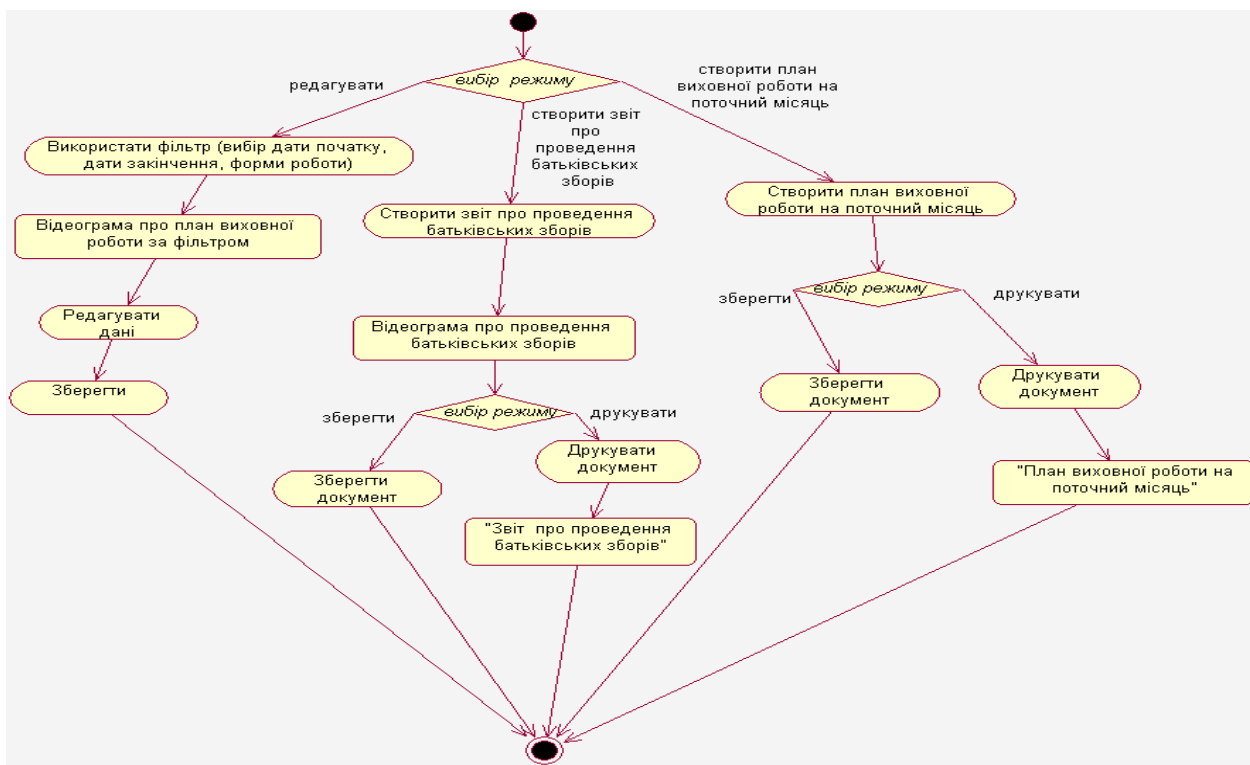 вибір режиму
редагувати
створити план
виховної роботи на
поточний місяць
створити звіт
про
проведення
батьківських
зборів
Використати фільтр (вибір дати початку,
дати закінчення, форми роботи)
Створити план виховної
роботи на поточний місяць
Створити звіт про проведення
батьківських зборів
Відеограма про план виховної
роботи за фільтром
вибір режиму
зберегти
друкувати
Редагувати
дані
Відеограма про проведення
батьківських зборів
Зберегти
Зберегти
документ
Друкувати
документ
вибір режиму
зберегти
друкувати
Друкувати
документ
Зберегти
документ
"План виховної роботи на
поточний місяць"
"Звіт про проведення
батьківських зборів"